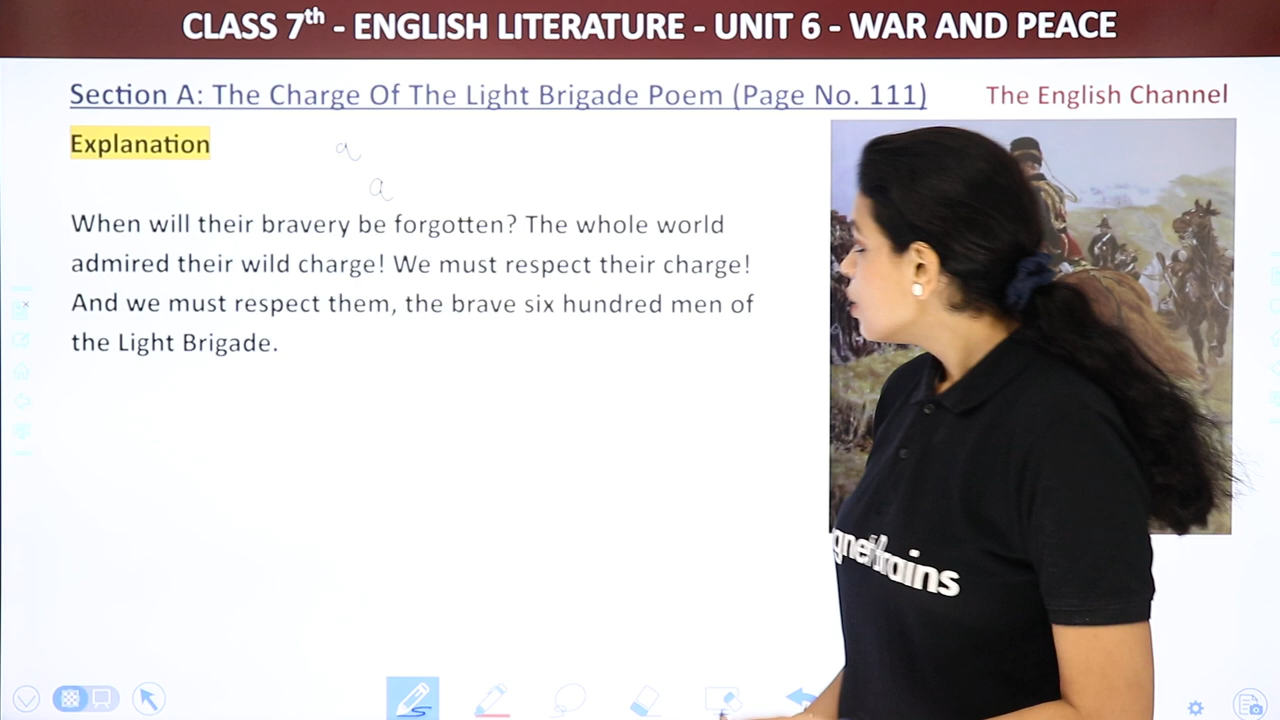 CLASS 7th - ENGLISH LITERATURE - UNIT 6 - WAR AND PEACE
Section A: The Charge Of The Light Brigade Poem (Page No. 111)
The English Channel
Explanation
a
a
When will their bravery be forgotten? The whole world
admired their wild charge! We must respect their charge!
And we must respect them, the brave six hundred men of
the Light Brigade.